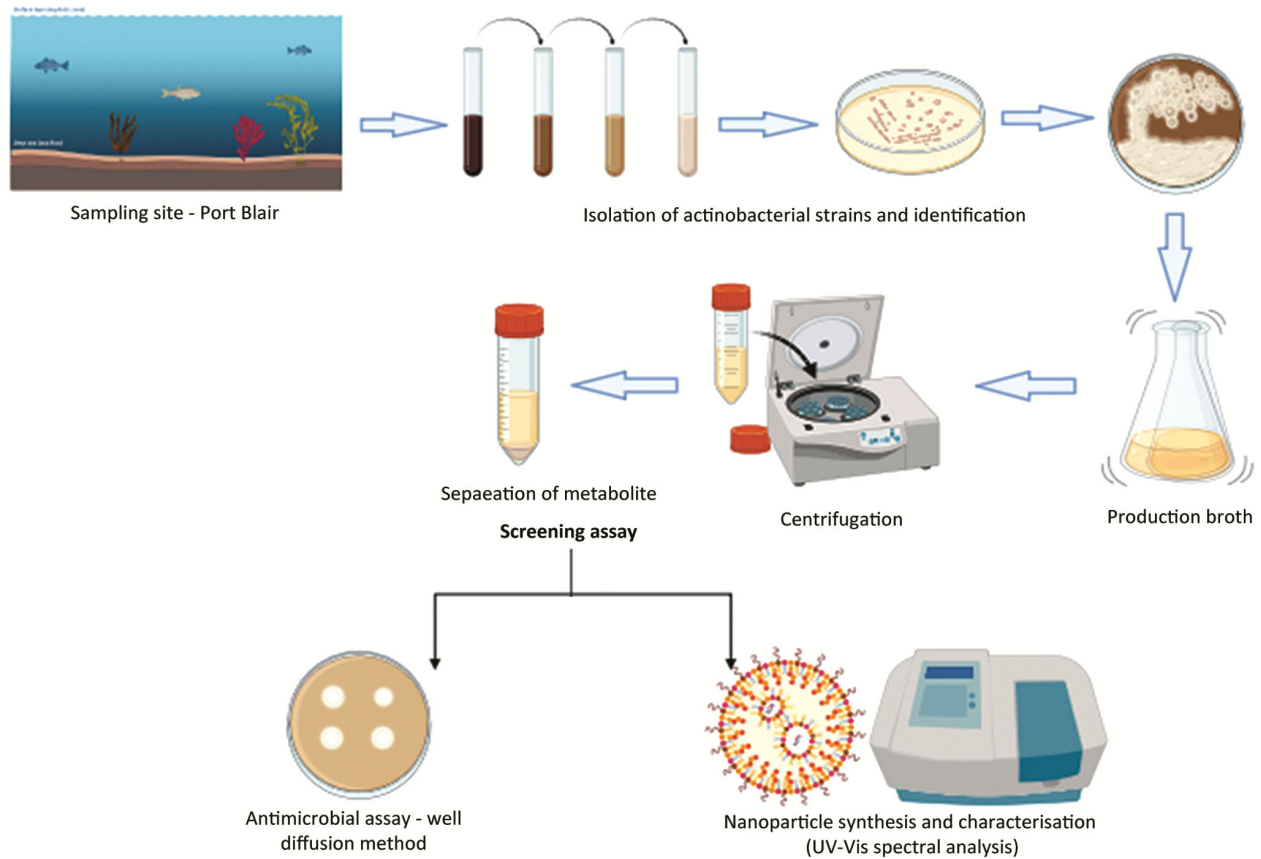 Sampling site - Port Blair
Isolation of actinobacterial strains and identification
Sepaeation of metabolite
Centrifugation
Production broth
Screening assay
Antimicrobial assay - well
diffusion method
Nanoparticle synthesis and characterisation
(UV-Vis spectral analysis)